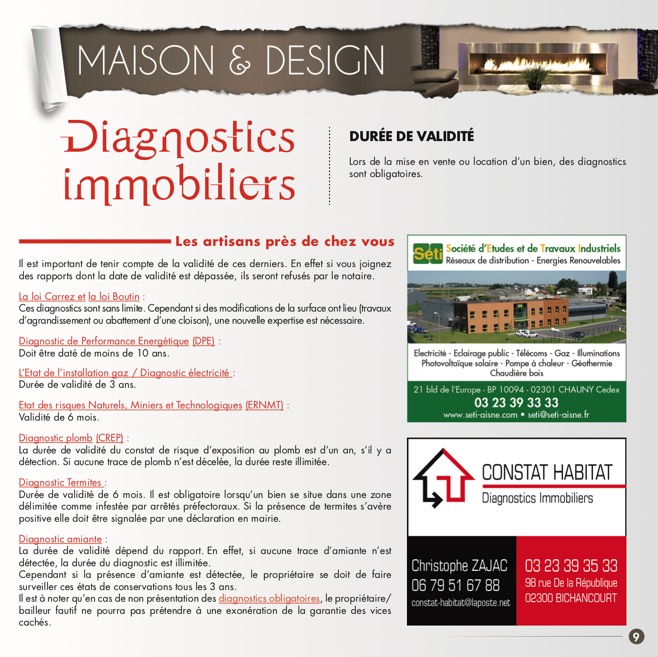 MAISON & DESIGN
Diagnostics
immobiliers
DURÉE DE VALIDITÉ
Lors de la mise en vente ou location d'un bien, des diagnostics
sont obligatoires.
Les artisans près de chez vous
Il est important de tenir compte de la validité de ces derniers. En effet si vous joignez
des rapports dont la date de validité est dépassée, ils seront refusés par le notaire.
La loi Carrez et la loi Boutin :
Ces diagnostics sont sans limite. Cependant si des modifications de la surface ont lieu (travaux
d'agrandissement ou abattement d'une cloison), une nouvelle expertise est nécessaire.
Diagnostic de Performance Energétique (DPE) :
Doit être daté de moins de 10 ans.
L'Etat de l'installation gaz / Diagnostic électricité :
Durée de validité de 3 ans.
Etat des risques Naturels, Miniers et Technologiques (ERNMT) :
Validité de 6 mois.
Diagnostic plomb (CREP) :
La durée de validité du constat de risque d'exposition au plomb est d'un an, s'il y a
détection. Si aucune trace de plomb n'est décelée, la durée reste illimitée.
Diagnostic Termites :
Durée de validité de 6 mois. Il est obligatoire lorsqu'un bien se situe dans une zone
délimitée comme infestée par arrêtés préfectoraux. Si la présence de termites s'avère
positive elle doit être signalée par une déclaration en mairie.
Diagnostic amiante :
La durée de validité dépend du rapport. En effet, si aucune trace d'amiante n'est
détectée, la durée du diagnostic est illimitée.
Cependant si la présence d'amiante est détectée, le propriétaire se doit de faire
surveiller ces états de conservations tous les 3 ans.
Il est à noter qu'en cas de non présentation des diagnostics obligatoires, le propriétaire/
bailleur fautif ne pourra pas prétendre à une exonération de la garantie des vices
cachés.
Seti Société d'Etudes et de Travaux Industriels
Réseaux de distribution - Energies Renouvelables
Electricité - Eclairage public - Télécoms - Gaz - Illuminations
Photovoltaïque solaire - Pompe à chaleur - Géothermie
Chaudière bois
21 bld de l'Europe - BP 10094 - 02301 CHAUNY Cedex
03 23 39 33 33
www.seti-aisne.com • seti@seti-aisne.fr
CONSTAT HABITAT
Diagnostics Immobiliers
Christophe ZAJAC
06 79 51 67 88
constat-habitat@laposte.net
03 23 39 35 33
98 rue De la République
02300 BICHANCOURT
9